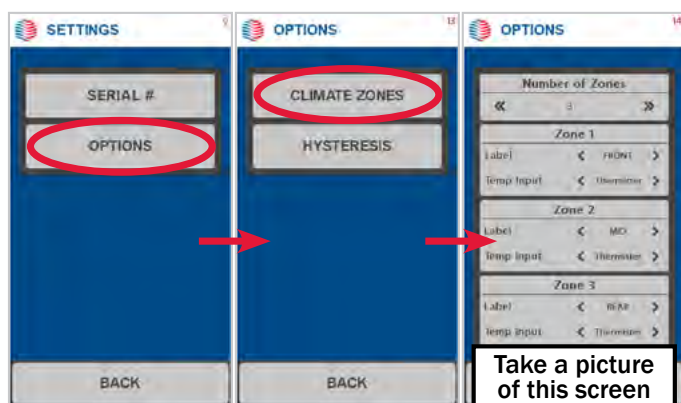 SETTINGS
9
SERIAL #
OPTIONS
BACK
OPTIONS
13
CLIMATE ZONES
HYSTERESIS
BACK
OPTIONS
14
Number of Zones
« 3 »
Zone 1
Label < FRONT >
Temp Input < Thermistor >
Zone 2
Label < MID >
Temp Input < Thermistor >
Zone 3
Label < REAR >
Temp Input < Thermistor >
Take a picture
of this screen